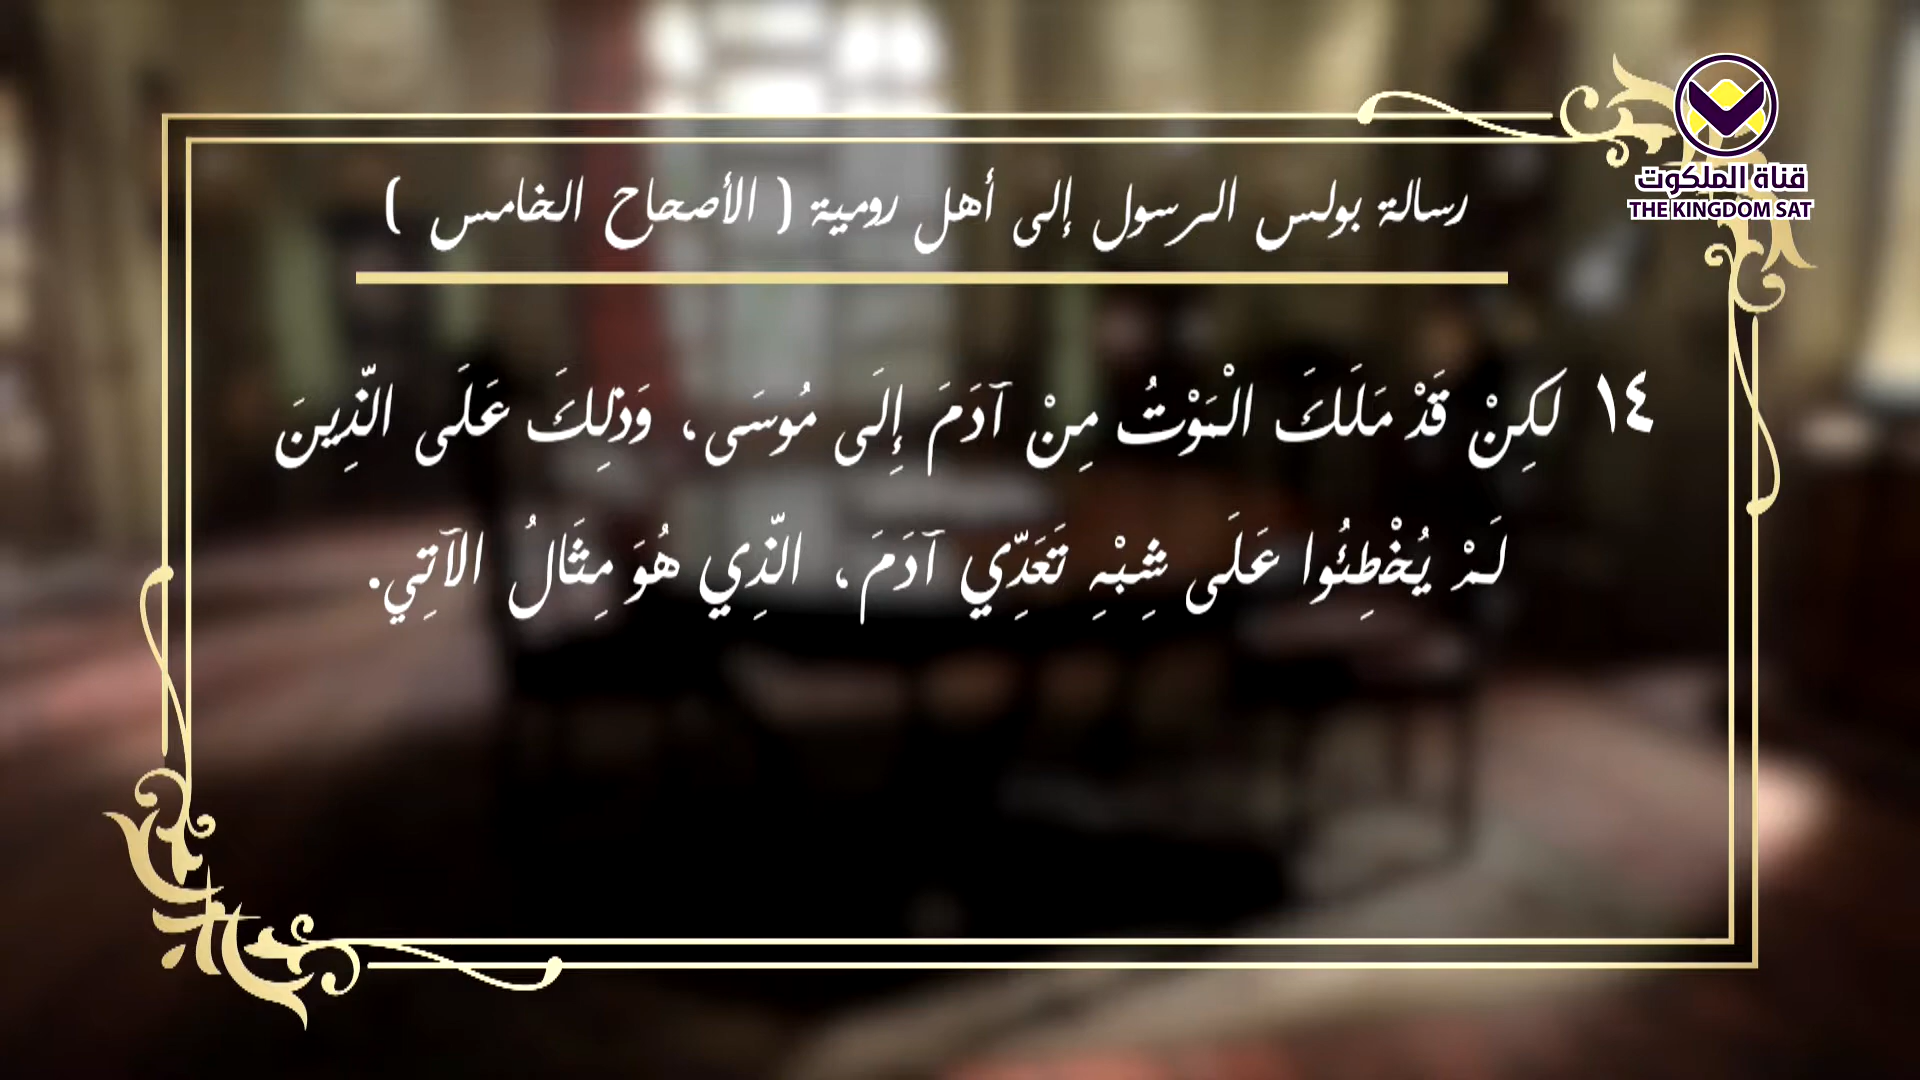 قناة الملكوت
THE KINGDOM SAT
رسالة بولس الرسول إلى أهل رومية ( الأصحاح الخامس )
١٤ لكِنْ قَدْ مَلَكَ الْمَوْتُ مِنْ آدَمَ إِلَى مُوسَى، وَذلِكَ عَلَى الَّذِينَ
لَمْ يُخْطِئُوا عَلَى شِبْهِ تَعَدِّي آدَمَ، الَّذِي هُوَ مِثَالُ الآتِي.